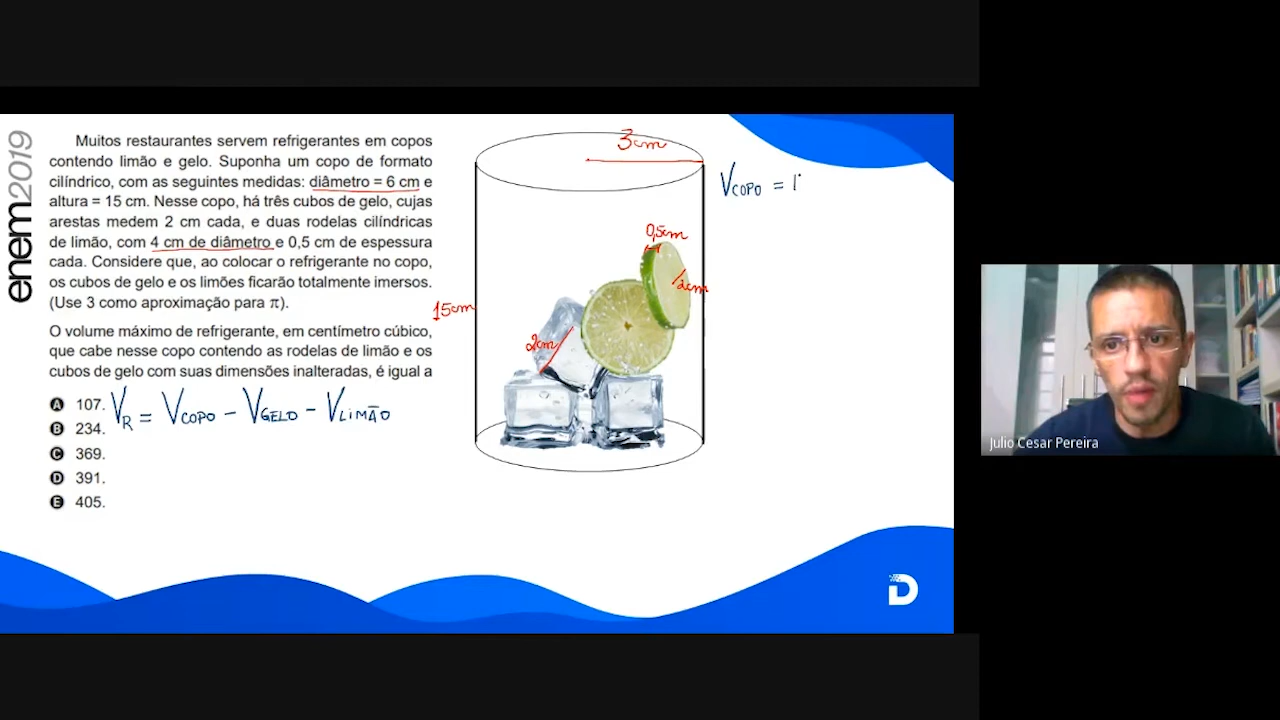 enem2019
Muitos restaurantes servem refrigerantes em copos
contendo limão e gelo. Suponha um copo de formato
cilíndrico, com as seguintes medidas: diâmetro = 6 cm e
altura = 15 cm. Nesse copo, há três cubos de gelo, cujas
arestas medem 2 cm cada, e duas rodelas cilíndricas
de limão, com 4 cm de diâmetro e 0,5 cm de espessura
cada. Considere que, ao colocar o refrigerante no copo,
os cubos de gelo e os limões ficarão totalmente imersos.
(Use 3 como aproximação para π).
O volume máximo de refrigerante, em centímetro cúbico,
que cabe nesse copo contendo as rodelas de limão e os
cubos de gelo com suas dimensões inalteradas, é igual a
A 107.
B 234.
C 369.
D 391.
E 405.
VR = VCOPO - VGELO - VLIMÃO
3cm
0,5cm
2cm
15cm
2cm
VCOPO =
D
Julio Cesar Pereira